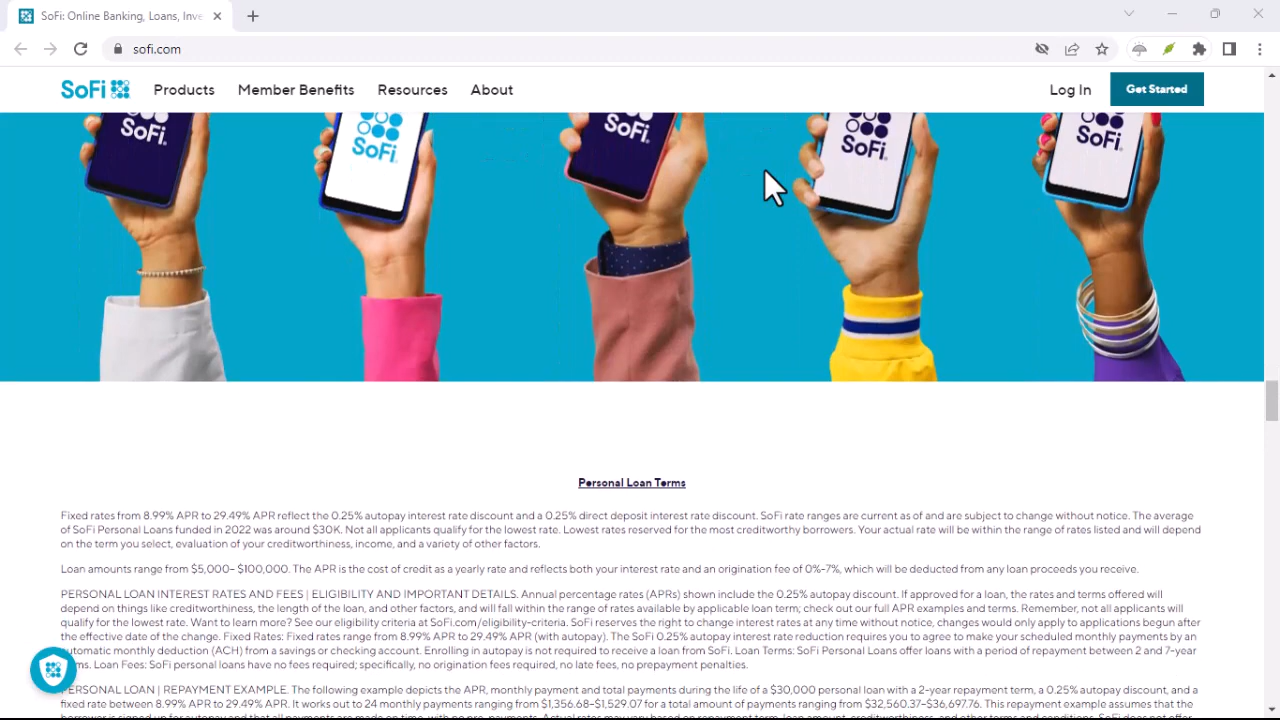 SoFi: Online Banking, Loans, Inve
sofi.com
SoFi
Products
Member Benefits
Resources
About
Log In
Get Started
SoFi.
SoFi.
SoFi.
SoFi.
SoFi.
Personal Loan Terms
Fixed rates from 8.99% APR to 29.49% APR reflect the 0.25% autopay interest rate discount and a 0.25% direct deposit interest rate discount. SoFi rate ranges are current as of and are subject to change without notice. The average
of SoFi Personal Loans funded in 2022 was around $30K. Not all applicants qualify for the lowest rate. Lowest rates reserved for the most creditworthy borrowers. Your actual rate will be within the range of rates listed and will depend
on the term you select, evaluation of your creditworthiness, income, and a variety of other factors.
Loan amounts range from $5,000– $100,000. The APR is the cost of credit as a yearly rate and reflects both your interest rate and an origination fee of 0%-7%, which will be deducted from any loan proceeds you receive.
PERSONAL LOAN INTEREST RATES AND FEES | ELIGIBILITY AND IMPORTANT DETAILS. Annual percentage rates (APRs) shown include the 0.25% autopay discount. If approved for a loan, the rates and terms offered will
depend on things like creditworthiness, the length of the loan, and other factors, and will fall within the range of rates available by applicable loan term; check out our full APR examples and terms. Remember, not all applicants will
qualify for the lowest rate. Want to learn more? See our eligibility criteria at SoFi.com/eligibility-criteria. SoFi reserves the right to change interest rates at any time without notice, changes would only apply to applications begun after
the effective date of the change. Fixed Rates: Fixed rates range from 8.99% APR to 29.49% APR (with autopay). The SoFi 0.25% autopay interest rate reduction requires you to agree to make your scheduled monthly payments by an
automatic monthly deduction (ACH) from a savings or checking account. Enrolling in autopay is not required to receive a loan from SoFi. Loan Terms: SoFi Personal Loans offer loans with a period of repayment between 2 and 7-year
terms. Loan Fees: SoFi personal loans have no fees required; specifically, no origination fees required, no late fees, no prepayment penalties.
PERSONAL LOAN | REPAYMENT EXAMPLE. The following example depicts the APR, monthly payment and total payments during the life of a $30,000 personal loan with a 2-year repayment term, a 0.25% autopay discount, and a
fixed rate between 8.99% APR to 29.49% APR. It works out to 24 monthly payments ranging from $1,356.68–$1,529.07 for a total amount of payments ranging from $32,560.37–$36,697.76. This repayment example assumes that the